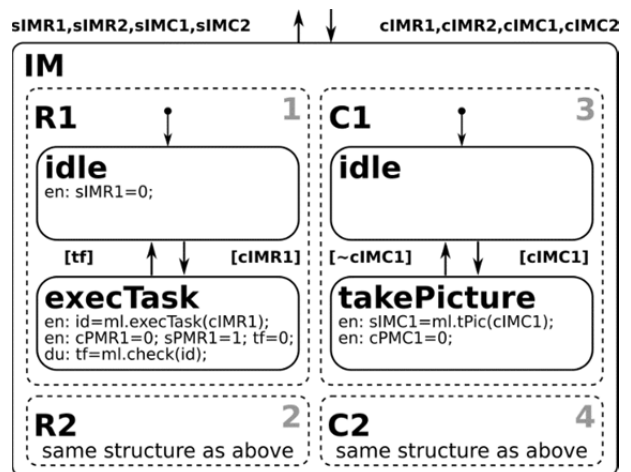 sIMR1,sIMR2,sIMC1,sIMC2
cIMR1,cIMR2,cIMC1,cIMC2
IM
R1
1
idle
en: sIMR1=0;
[tf]
[cIMR1]
execTask
en: id=ml.execTask(cIMR1);
en: cPMR1=0; sPMR1=1; tf=0;
du: tf=ml.check(id);
C1
3
idle
[~cIMC1]
[cIMC1]
takePicture
en: sIMC1=ml.tPic(cIMC1);
en: cPMC1=0;
R2
2
same structure as above
C2
4
same structure as above